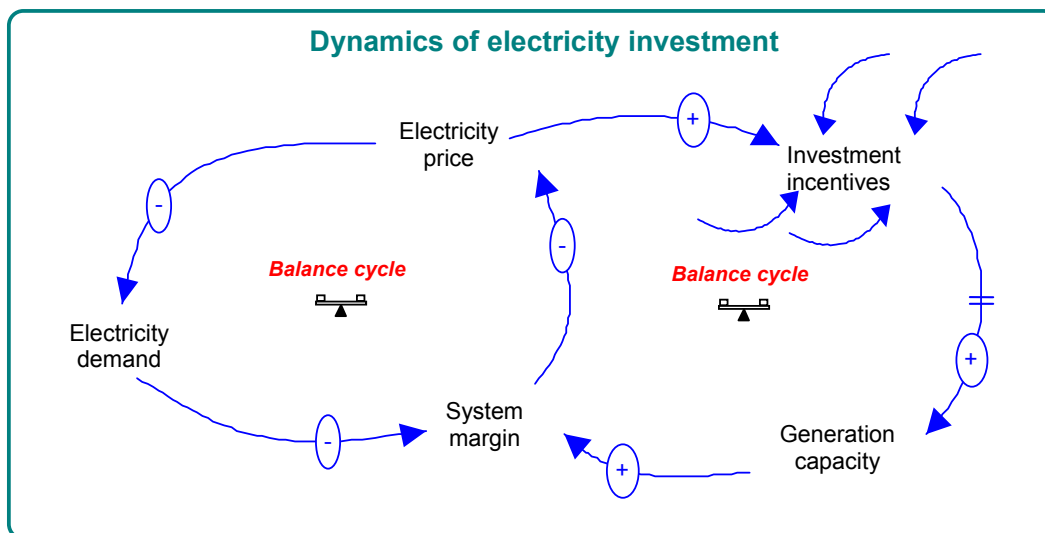 Dynamics of electricity investment
Electricity
price
+
Investment
incentives
-
-
Balance cycle
Balance cycle
Electricity
demand
+
System
margin
-
Generation
capacity
+